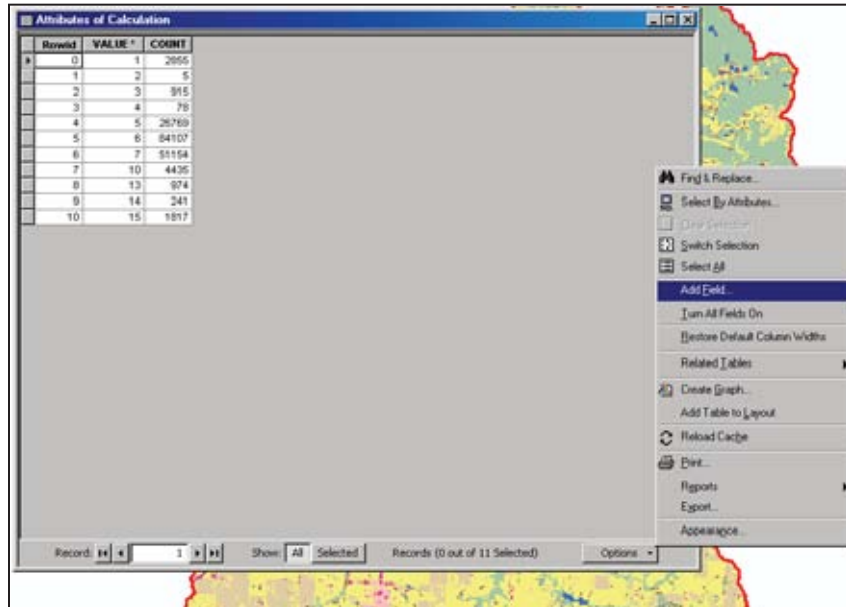 Attributes of Calculation
Rowid VALUE * COUNT
0 1 2855
1 2 5
2 3 915
3 4 78
4 5 26769
5 6 84107
6 7 51154
7 10 4435
8 13 974
9 14 241
10 15 1817
Find & Replace...
Select By Attributes...
Clear Selection
Switch Selection
Select All
Add Field...
Turn All Fields On
Restore Default Column Widths
Related Tables
Create Graph...
Add Table to Layout
Reload Cache
Print...
Reports
Export...
Appearance...
Record: 1 Show: All Selected Records (0 out of 11 Selected) Options